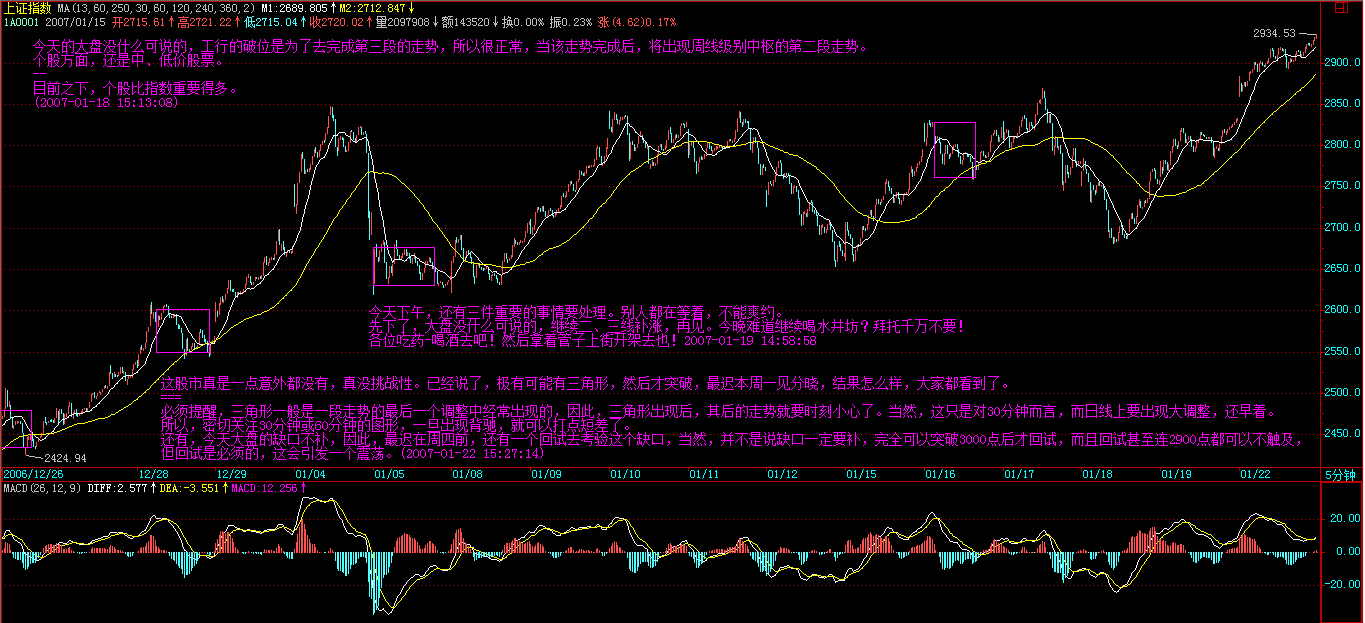 上证指数 MA(13,60,250,30,60,120,240,360,2) M1:2689.805↑M2:2712.847↓
1A0001 2007/01/15 开2715.61↑高2721.22↑低2715.04↑收2720.02↑量2097908↓额143520↓换0.00% 振0.23% 涨(4.62)0.17%
2934.53
今天的大盘没什么可说的，工行的破位是为了去完成第三段的走势，所以很正常，当该走势完成后，将出现周线级别中枢的第二段走势。
个股方面，还是中、低价股票。
==
目前之下，个股比指数重要得多。
(2007-01-18 15:19:08)
2900.0
2850.0
2800.0
2750.0
2700.0
2650.0
2600.0
2550.0
2500.0
2450.0
今天下午，还有三件重要的事情要处理。别人都在等着，不能爽约。
先下了，大盘没什么可说的，继续二、三线补涨，再见。今晚难道继续喝水井坊？拜托千万不要！
各位吃药-喝酒去吧！然后拿着管子上街打架去也！2007-01-19 14:58:58
这股市真是一点意外都没有，真没挑战性。已经说了，极有可能有三角形，然后才突破，最迟本周一见分晓，结果怎么样，大家都看到了。
===
必须提醒，三角形一般是一段走势的最后一个调整中经常出现的，因此，三角形出现后，其后的走势就要时刻小心了。当然，这只是对30分钟而言，而日线上要出现大调整，还早着。
所以，密切关注30分钟或60分钟的图形，一旦出现背驰，就可以打点短差了。
还有，今天大盘的缺口不补，因此，最迟在周四前，还有一个回试去考验这个缺口，当然，并不是说缺口一定要补，完全可以突破3000点后才回试，而且回试甚至连2900点都可以不触及，
但回试是必须的，这会引发一个震荡。(2007-01-22 15:27:14)
2424.94
2006/12/26 12/28 12/29 01/04 01/05 01/08 01/09 01/10 01/11 01/12 01/15 01/16 01/17 01/18 01/19 01/22 5分钟
MACD(26,12,9) DIFF:2.577↑DEA:-3.551↑MACD:12.256↑
20.00
0.00
-20.00